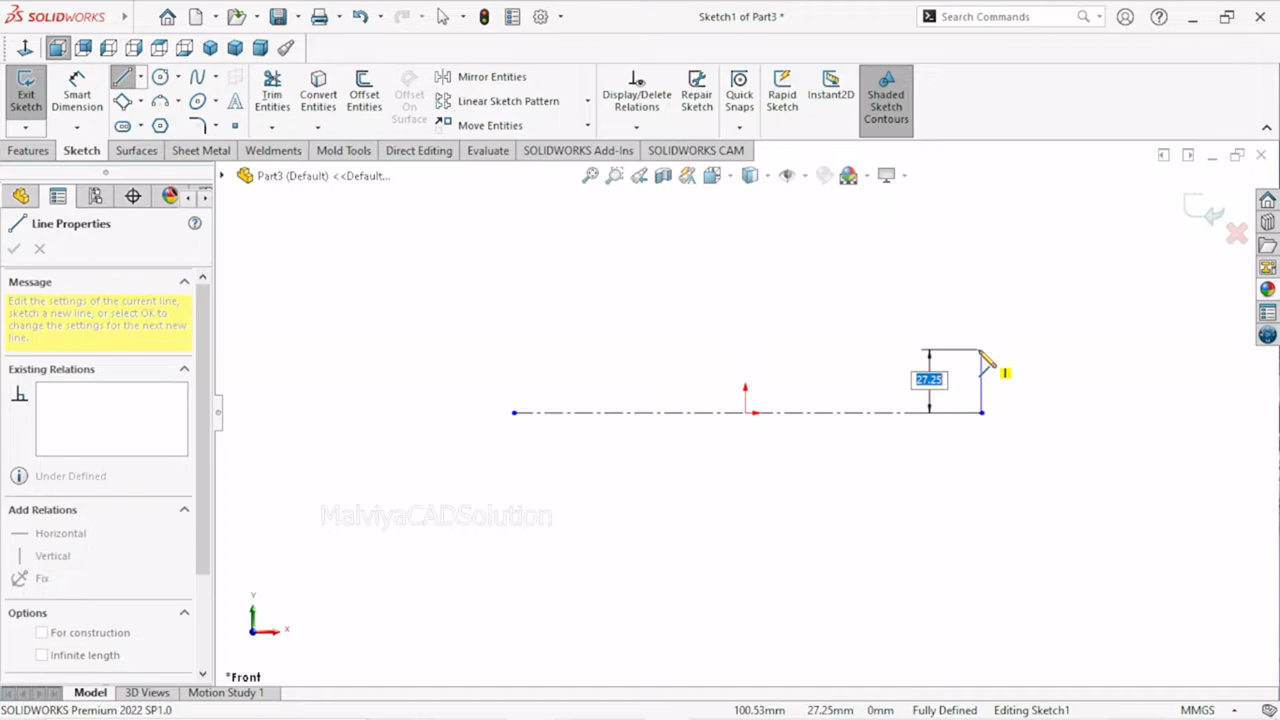 SOLIDWORKS
Sketch1 of Part3 *
Search Commands
Exit Sketch
Smart Dimension
Trim Entities
Convert Entities
Offset Entities
Offset On Surface
Mirror Entities
Linear Sketch Pattern
Move Entities
Display/Delete Relations
Repair Sketch
Quick Snaps
Rapid Sketch
Instant2D
Shaded Sketch Contours
Features
Sketch
Surfaces
Sheet Metal
Weldments
Mold Tools
Direct Editing
Evaluate
SOLIDWORKS Add-Ins
SOLIDWORKS CAM
Part3 (Default) <<Default...
Line Properties
Message
Edit the settings of the current line,
sketch a new line, or select OK to
change the settings for the next new
line.
Existing Relations
Under Defined
Add Relations
Horizontal
Vertical
Fix
Options
For construction
Infinite length
27.25
MalviyaCADSolution
Y
X
*Front
Model
3D Views
Motion Study 1
SOLIDWORKS Premium 2022 SP1.0
100.53mm
27.25mm
0mm
Fully Defined
Editing Sketch1
MMGS